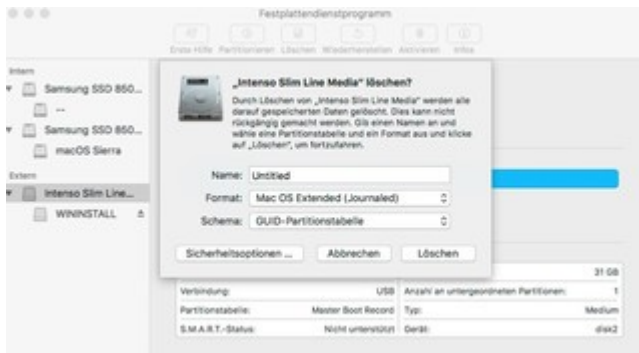 Festplattendienstprogramm
Erste Hilfe Partitionieren Löschen Wiederherstellen Aktivieren Infos
Intern
Samsung SSD 850...
--
Samsung SSD 850...
macOS Sierra
Extern
Intenso Slim Line...
WININSTALL
„Intenso Slim Line Media“ löschen?
Durch Löschen von „Intenso Slim Line Media“ werden alle
darauf gespeicherten Daten gelöscht. Dies kann nicht
rückgängig gemacht werden. Gib einen Namen an und
wähle eine Partitionstabelle und ein Format aus und klicke
auf „Löschen“, um fortzufahren.
Name: Untitled
Format: Mac OS Extended (Journaled)
Schema: GUID-Partitionstabelle
Sicherheitsoptionen ... Abbrechen Löschen
31 GB
Verbindung: USB Anzahl an untergeordneten Partitionen: 1
Partitionstabelle: Master Boot Record Typ: Medium
S.M.A.R.T.-Status: Nicht unterstützt Gerät: disk2